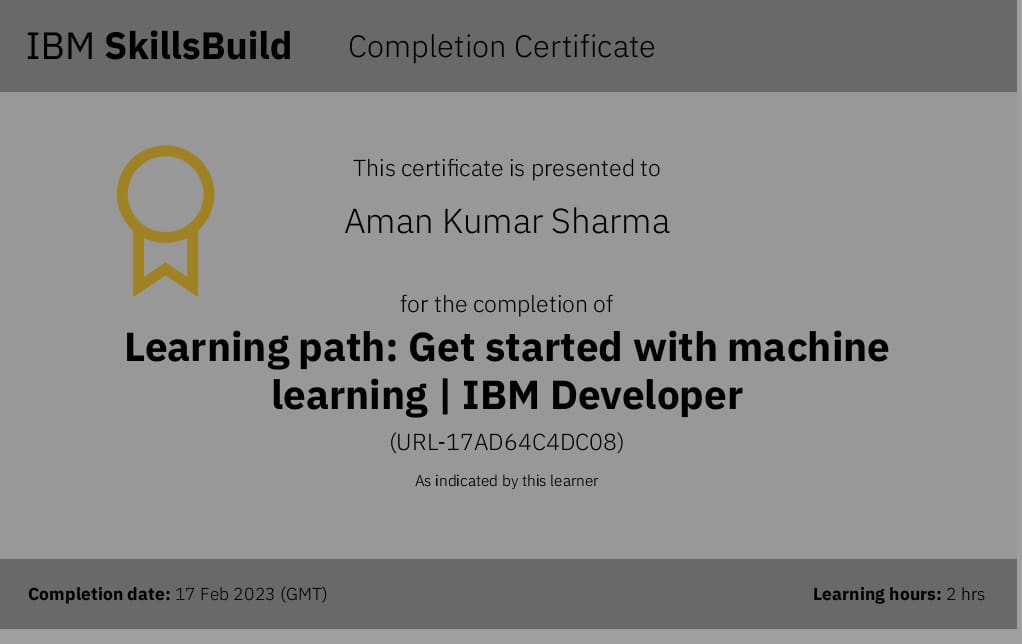 IBM SkillsBuild Completion Certificate
This certificate is presented to
Aman Kumar Sharma
for the completion of
Learning path: Get started with machine
learning | IBM Developer
(URL-17AD64C4DC08)
As indicated by this learner
Completion date: 17 Feb 2023 (GMT) Learning hours: 2 hrs